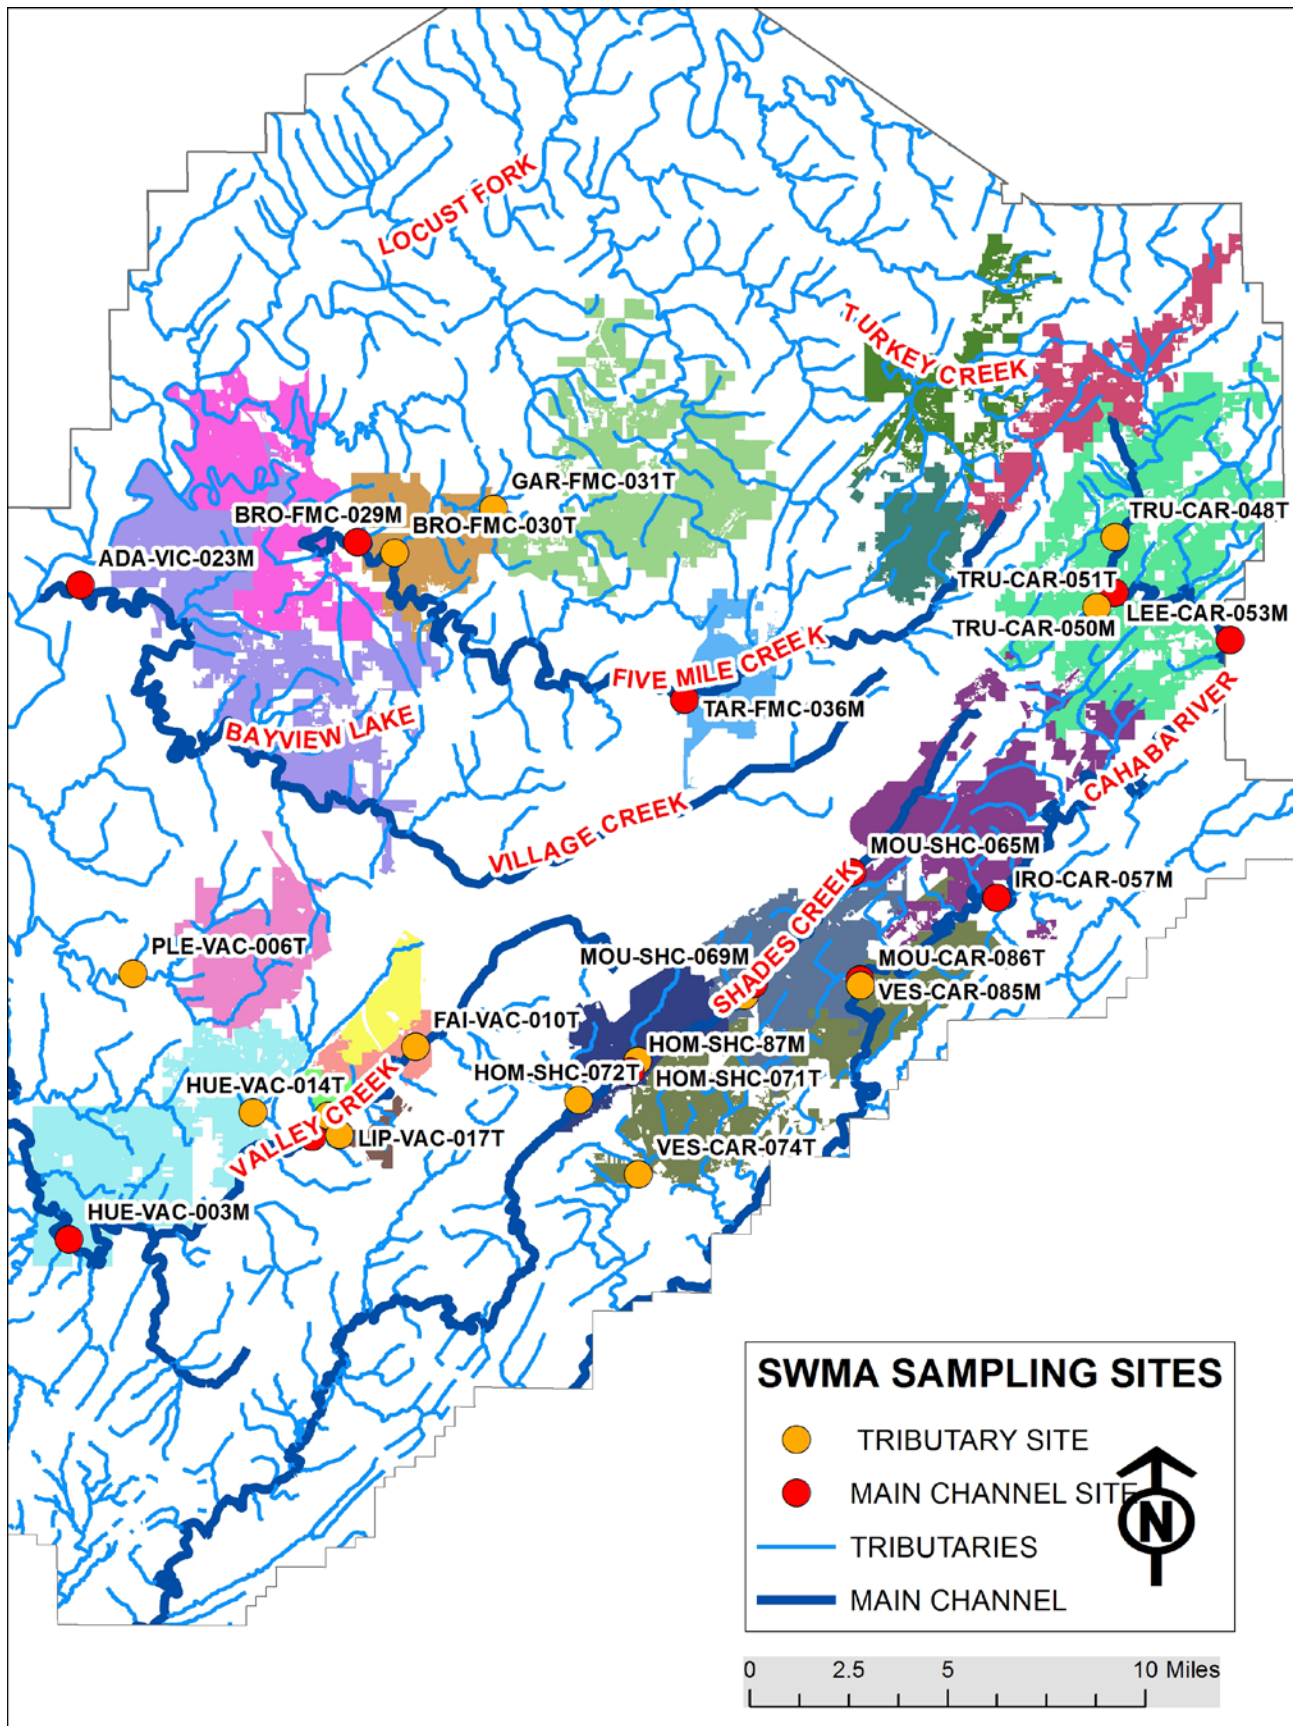 LOCUST FORK
TURKEY CREEK
GAR-FMC-031T
BRO-FMC-029M
BRO-FMC-030T
TRU-CAR-048T
ADA-VIC-023M
TRU-CAR-051T
LEE-CAR-053M
TRU-CAR-050M
FIVE MILE CREEK
TAR-FMC-036M
BAYVIEW LAKE
CAHABA RIVER
VILLAGE CREEK
MOU-SHC-065M
IRO-CAR-057M
PLE-VAC-006T
MOU-SHC-069M
SHADES CREEK
MOU-CAR-086T
VES-CAR-085M
FAI-VAC-010T
HOM-SHC-87M
HOM-SHC-072T
HOM-SHC-071T
HUE-VAC-014T
VALLEY CREEK
LIP-VAC-017T
VES-CAR-074T
HUE-VAC-003M
SWMA SAMPLING SITES
TRIBUTARY SITE
MAIN CHANNEL SITE
TRIBUTARIES
MAIN CHANNEL
N
0 2.5 5 10 Miles